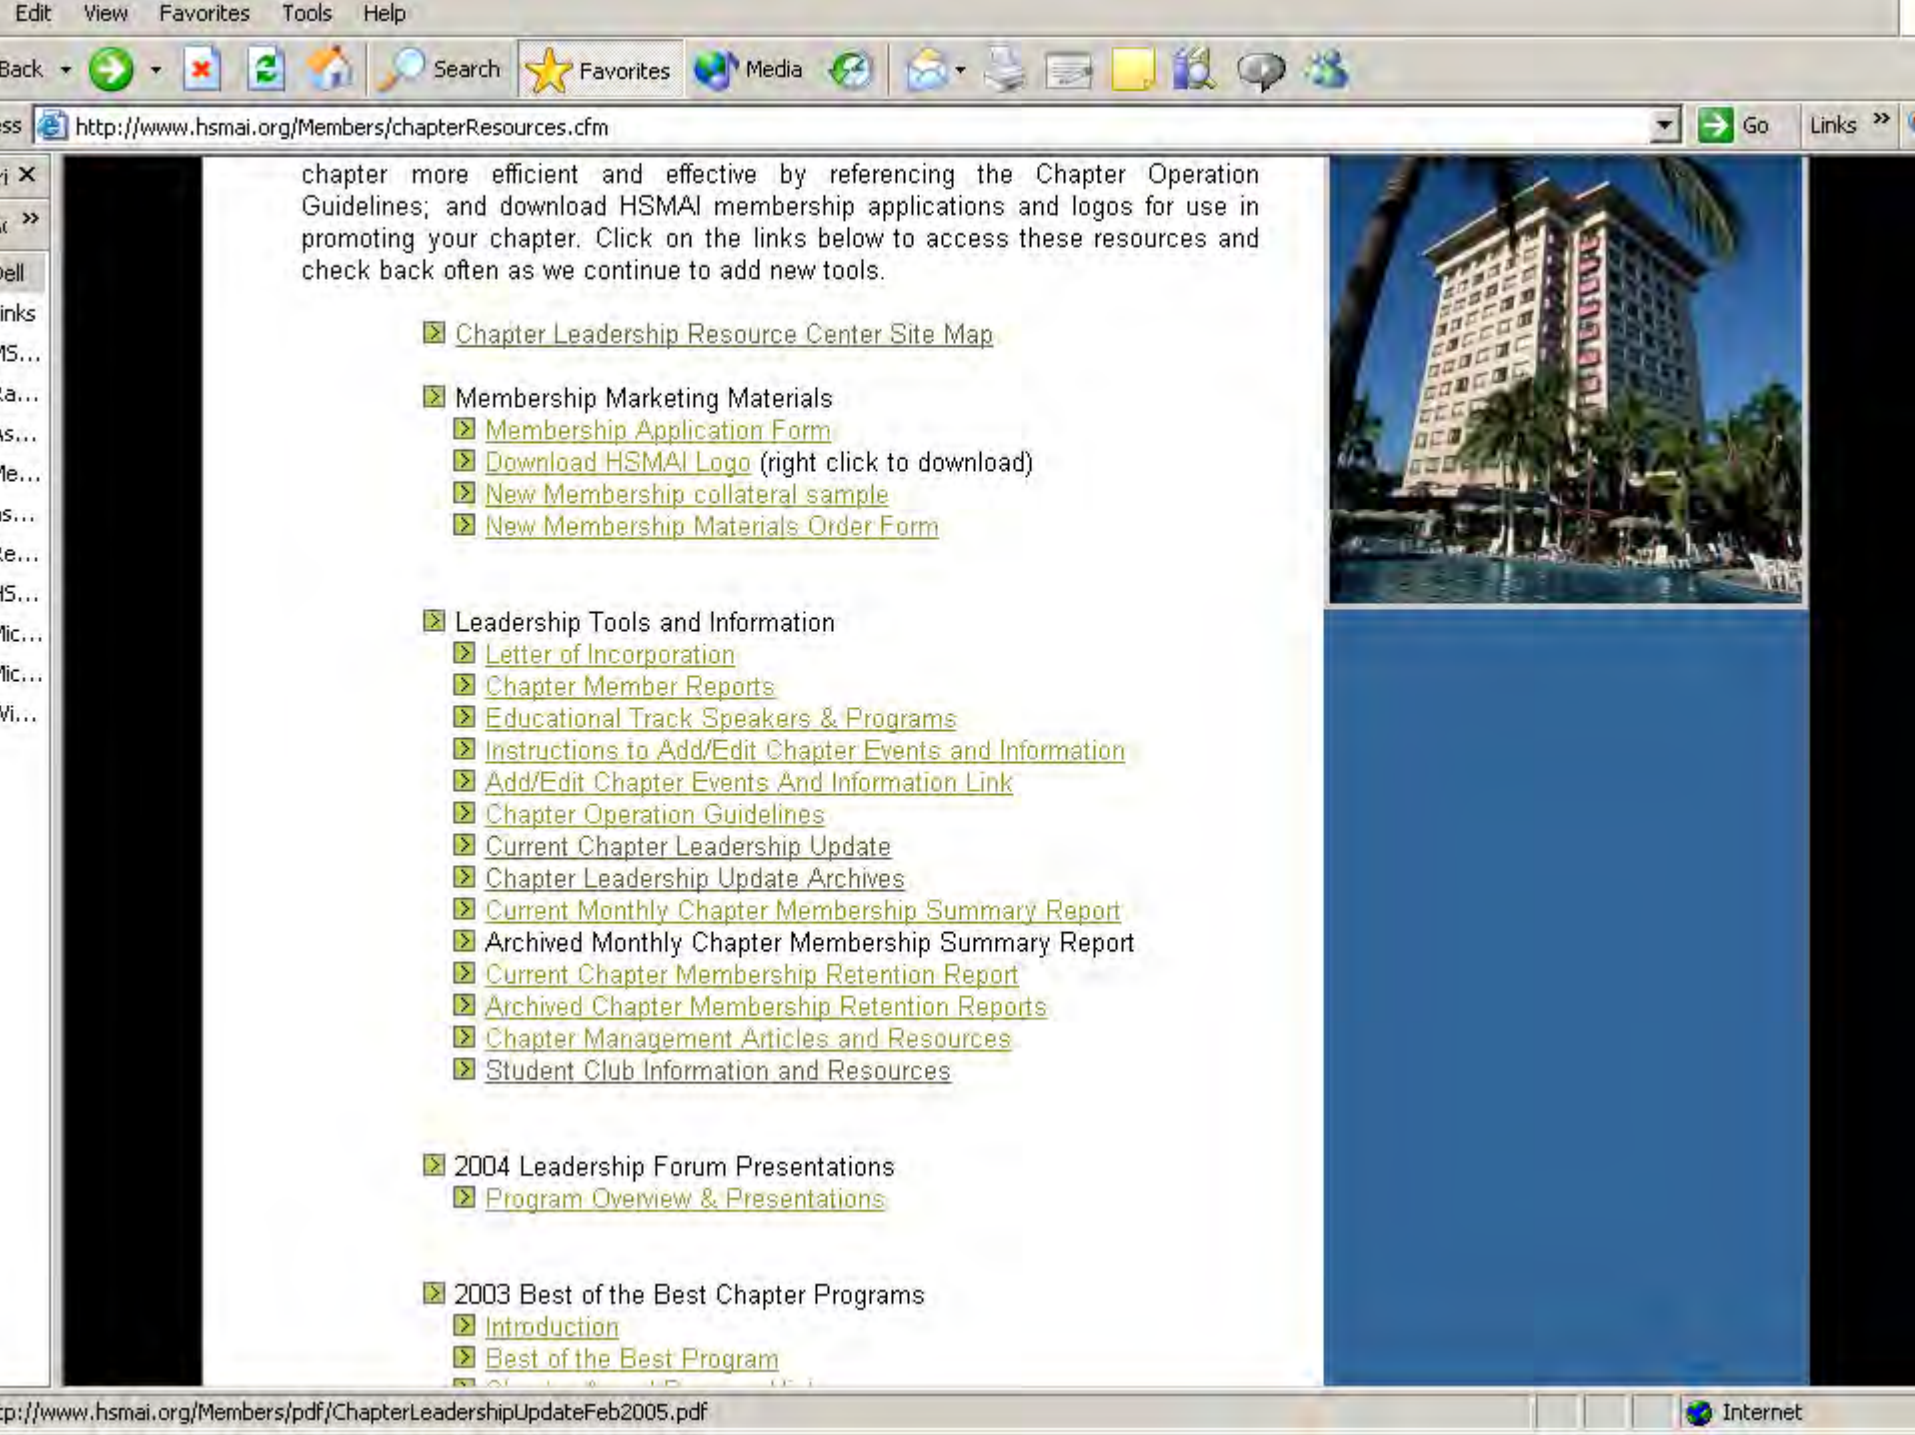 Edit View Favorites Tools Help
Back Search Favorites Media
ess http://www.hsmai.org/Members/chapterResources.cfm Go Links »
chapter more efficient and effective by referencing the Chapter Operation
Guidelines; and download HSMAI membership applications and logos for use in
promoting your chapter. Click on the links below to access these resources and
check back often as we continue to add new tools.
Chapter Leadership Resource Center Site Map
Membership Marketing Materials
Membership Application Form
Download HSMAI Logo (right click to download)
New Membership collateral sample
New Membership Materials Order Form
Leadership Tools and Information
Letter of Incorporation
Chapter Member Reports
Educational Track Speakers & Programs
Instructions to Add/Edit Chapter Events and Information
Add/Edit Chapter Events And Information Link
Chapter Operation Guidelines
Current Chapter Leadership Update
Chapter Leadership Update Archives
Current Monthly Chapter Membership Summary Report
Archived Monthly Chapter Membership Summary Report
Current Chapter Membership Retention Report
Archived Chapter Membership Retention Reports
Chapter Management Articles and Resources
Student Club Information and Resources
2004 Leadership Forum Presentations
Program Overview & Presentations
2003 Best of the Best Chapter Programs
Introduction
Best of the Best Program
tp://www.hsmai.org/Members/pdf/ChapterLeadershipUpdateFeb2005.pdf Internet